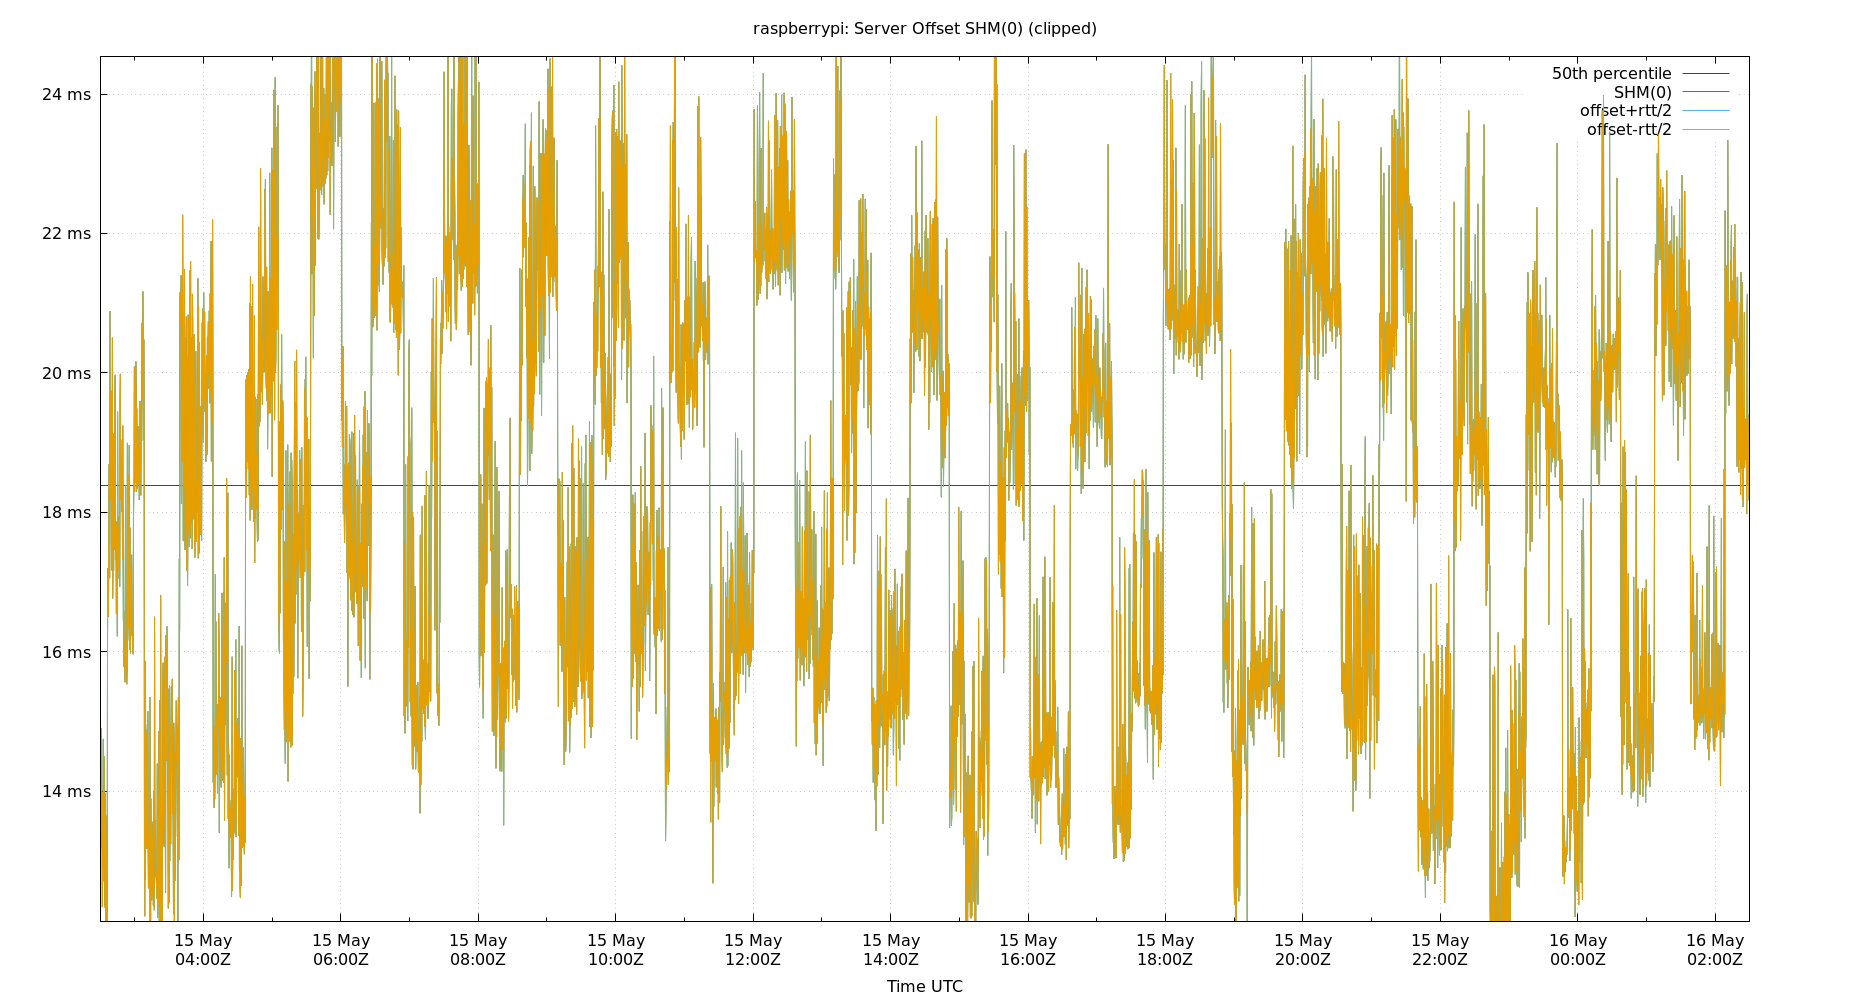 raspberrypi: Server Offset SHM(0) (clipped)
50th percentile
SHM(0)
offset+rtt/2
offset-rtt/2
24 ms
22 ms
20 ms
18 ms
16 ms
14 ms
15 May 15 May 15 May 15 May 15 May 15 May 15 May 15 May 15 May 15 May 16 May 16 May
04:00Z 06:00Z 08:00Z 10:00Z 12:00Z 14:00Z 16:00Z 18:00Z 20:00Z 22:00Z 00:00Z 02:00Z
Time UTC